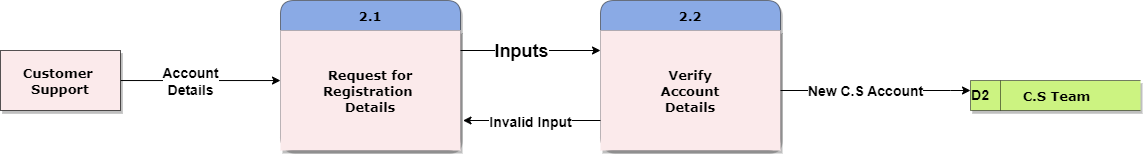 Customer
Support
Account
Details
2.1
Request for
Registration
Details
Inputs
Invalid Input
2.2
Verify
Account
Details
New C.S Account
D2
C.S Team